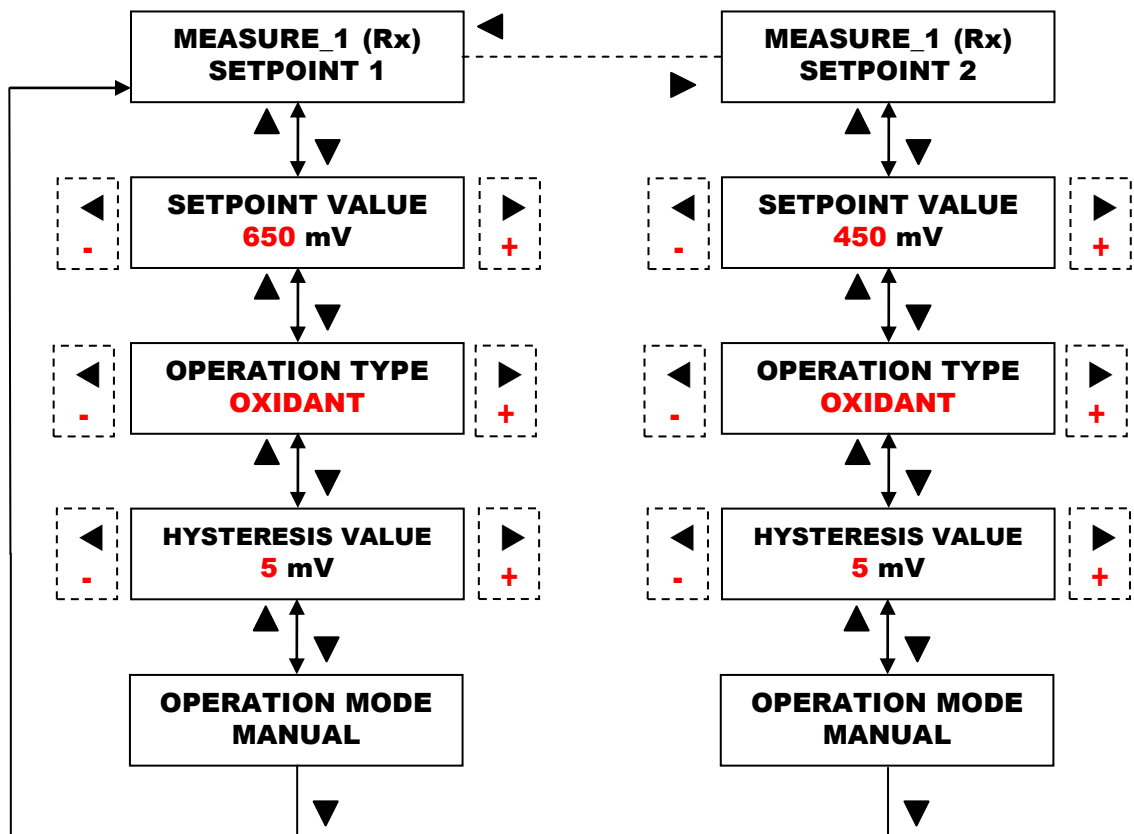 MEASURE_1 (Rx)
SETPOINT 1
SETPOINT VALUE
650 mV
-
+
OPERATION TYPE
OXIDANT
-
+
HYSTERESIS VALUE
5 mV
-
+
OPERATION MODE
MANUAL
MEASURE_1 (Rx)
SETPOINT 2
SETPOINT VALUE
450 mV
-
+
OPERATION TYPE
OXIDANT
-
+
HYSTERESIS VALUE
5 mV
-
+
OPERATION MODE
MANUAL